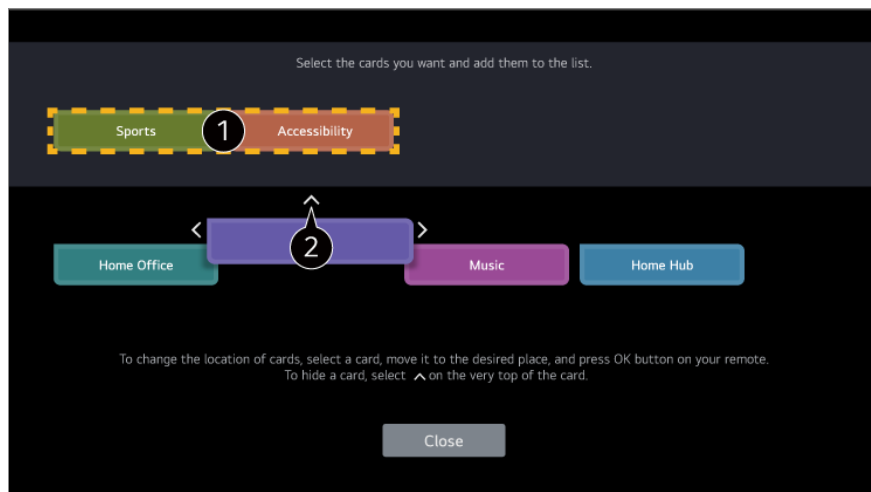 Select the cards you want and add them to the list.
Sports 1 Accessibility
2
Home Office Music Home Hub
To change the location of cards, select a card, move it to the desired place, and press OK button on your remote.
To hide a card, select ^ on the very top of the card.
Close